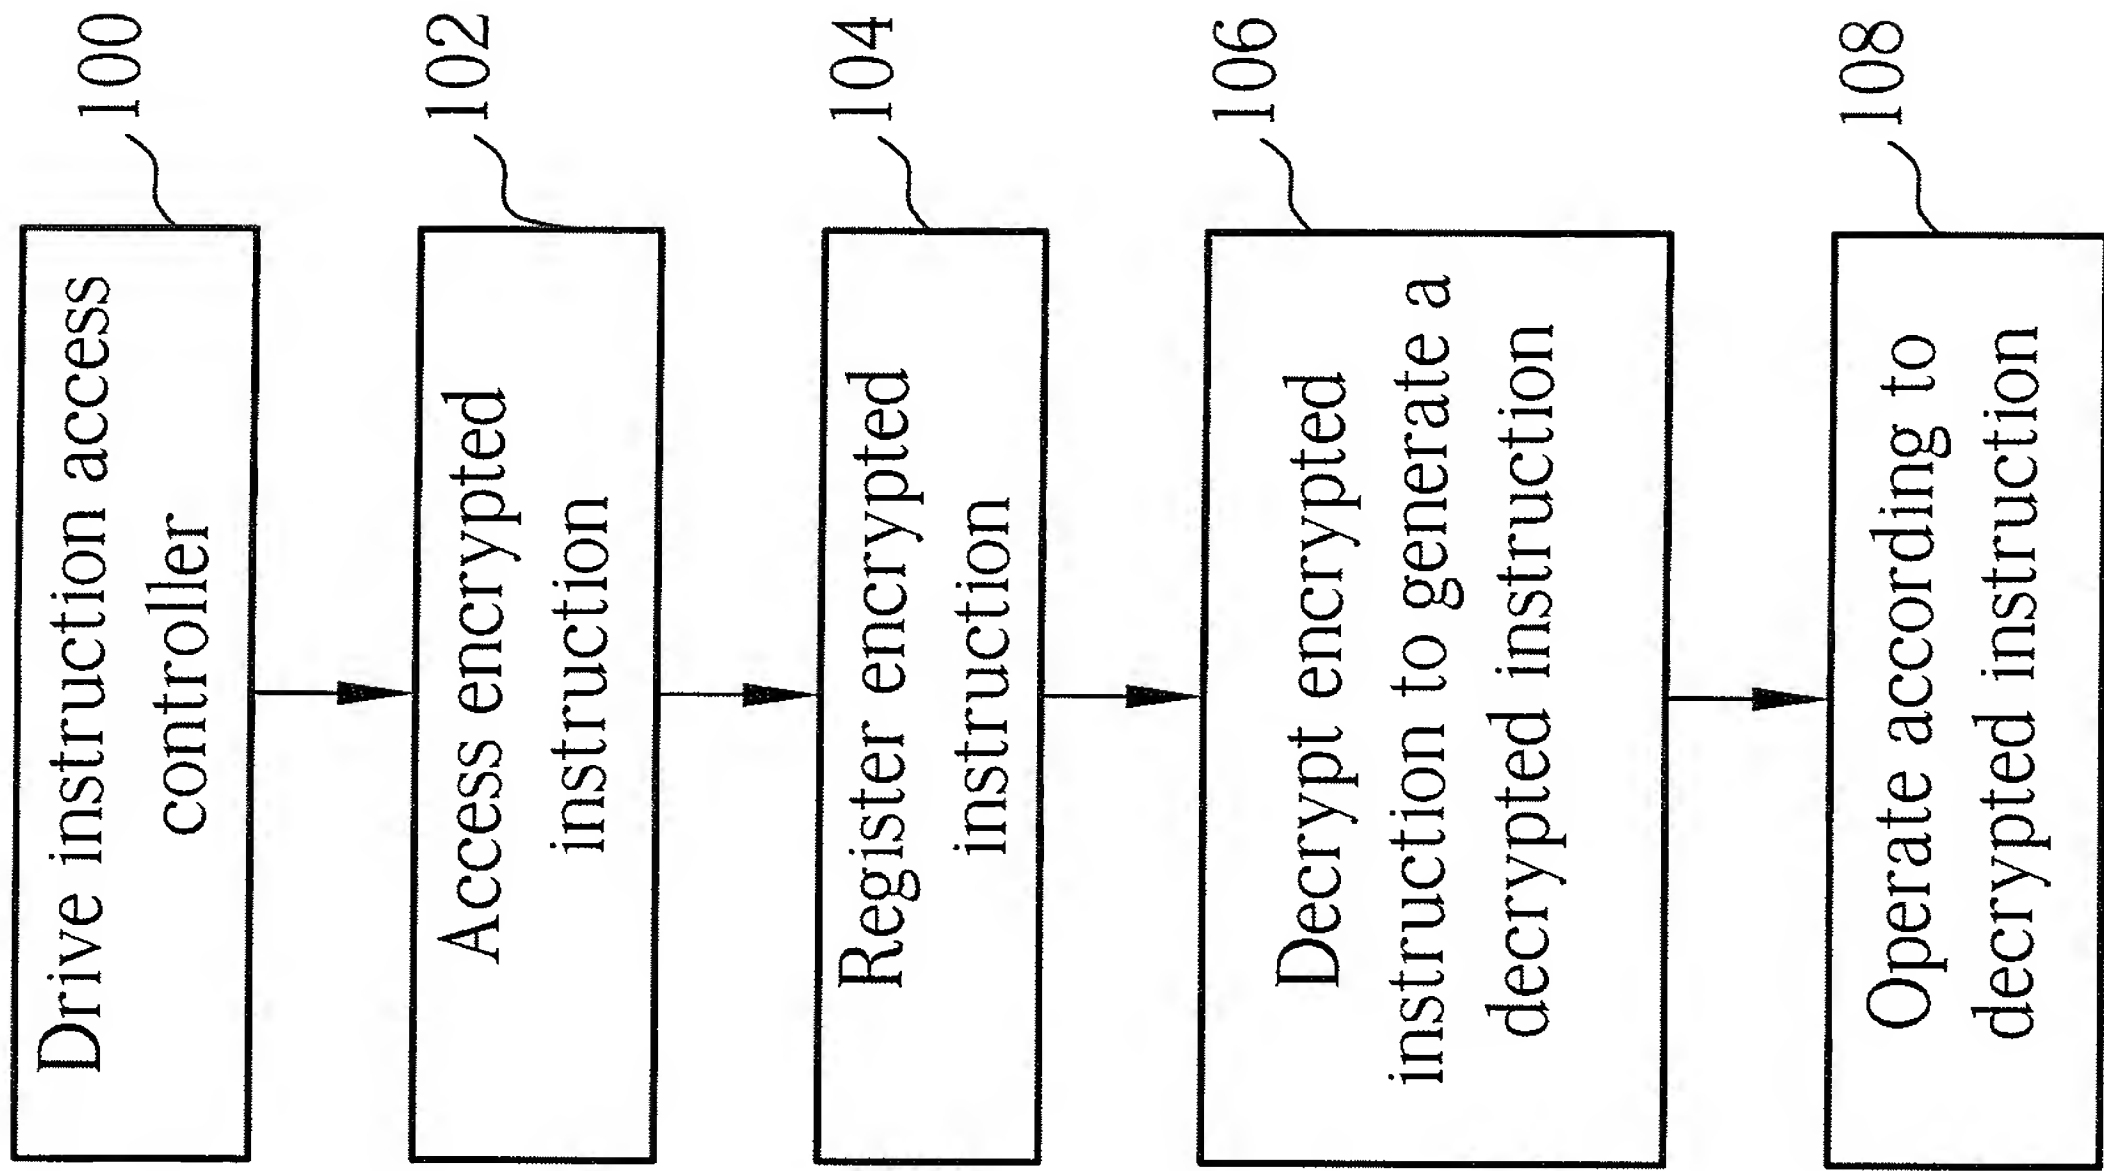 Drive instruction access
controller
100
Access encrypted
instruction
102
Register encrypted
instruction
104
Decrypt encrypted
instruction to generate a
decrypted instruction
106
Operate according to
decrypted instruction
108